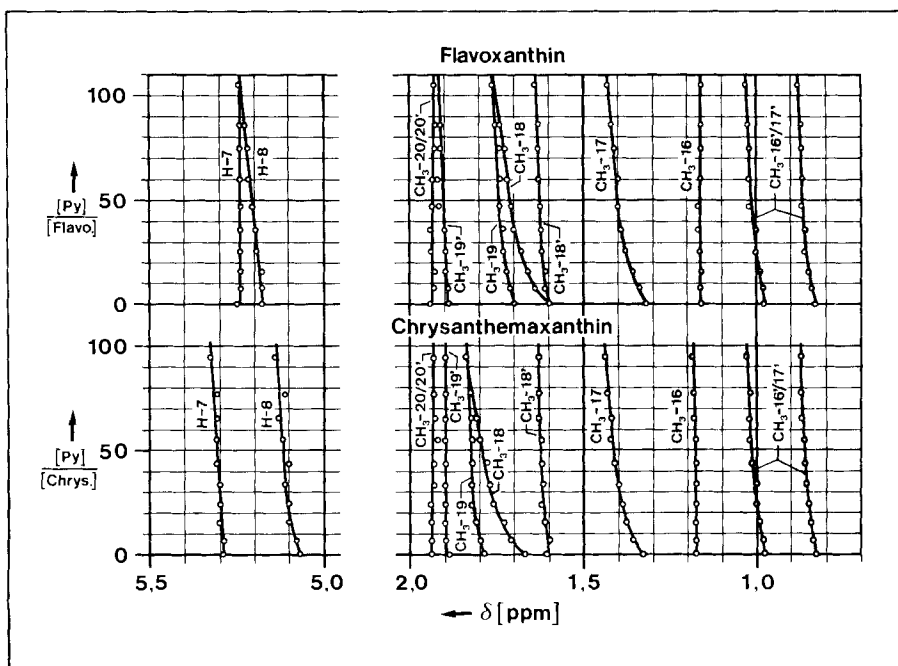 Flavoxanthin
100
50
0
[Py]
[Flavo.]
H-7
H-8
CH₃-20/20'
CH₃-19'
CH₃-19
CH₃-18
CH₃-18'
CH₃-17
CH₃-16
CH₃-16'/17'
Chrysanthemaxanthin
100
50
0
[Py]
[Chrys.]
H-7
H-8
CH₃-20/20'
CH₃-19'
CH₃-19
CH₃-18
CH₃-18'
CH₃-17
CH₃-16
CH₃-16'/17'
5,5 5,0 2,0 1,5 1,0
δ [ppm]